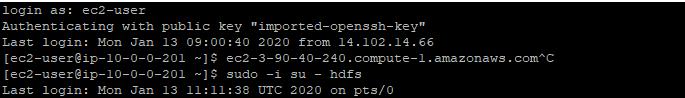 login as: ec2-user
Authenticating with public key "imported-openssh-key"
Last login: Mon Jan 13 09:00:40 2020 from 14.102.14.66
[ec2-user@ip-10-0-0-201 ~]$ ec2-3-90-40-240.compute-1.amazonaws.com^C
[ec2-user@ip-10-0-0-201 ~]$ sudo -i su - hdfs
Last login: Mon Jan 13 11:11:38 UTC 2020 on pts/0